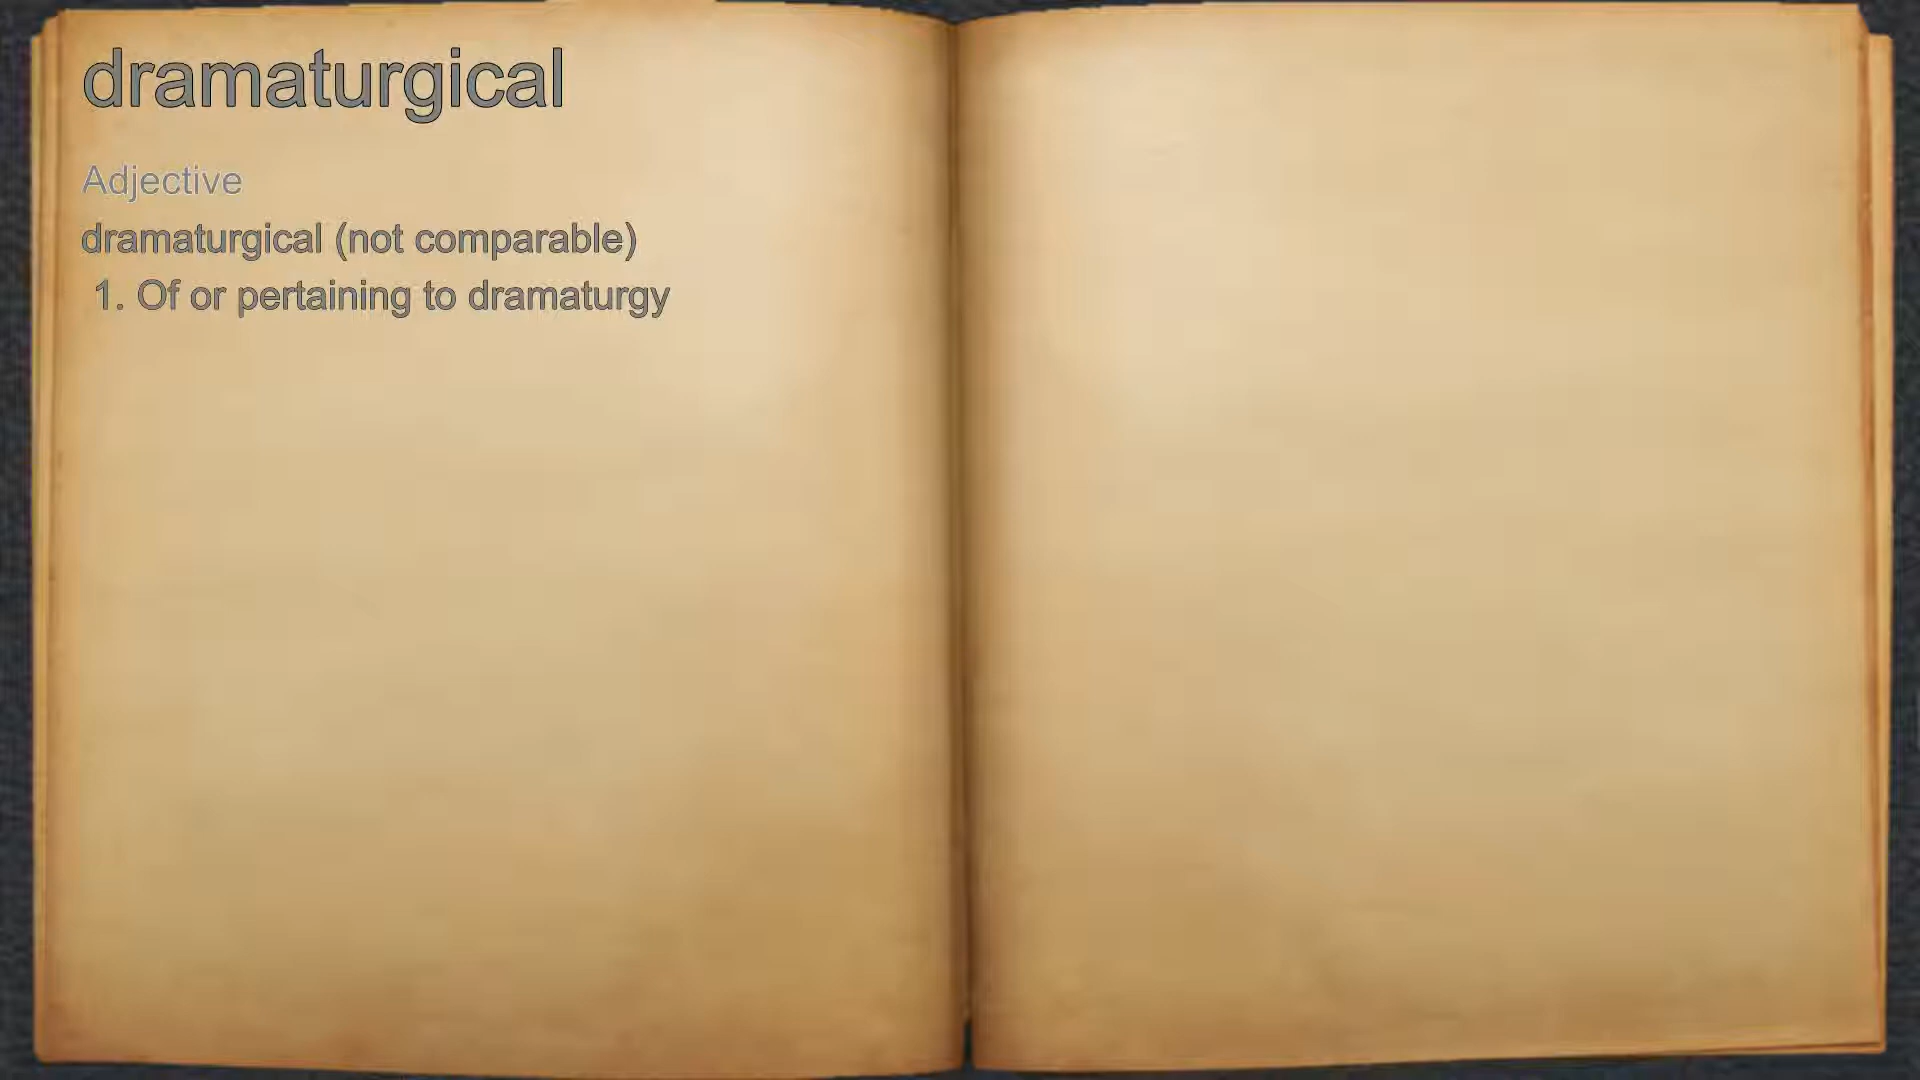 dramaturgical
Adjective
dramaturgical (not comparable)
1. Of or pertaining to dramaturgy